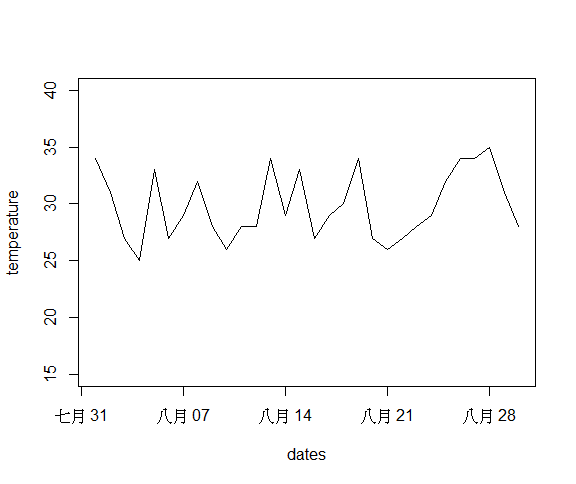 temperature
40
35
30
25
20
15
七月 31
八月 07
八月 14
八月 21
八月 28
dates